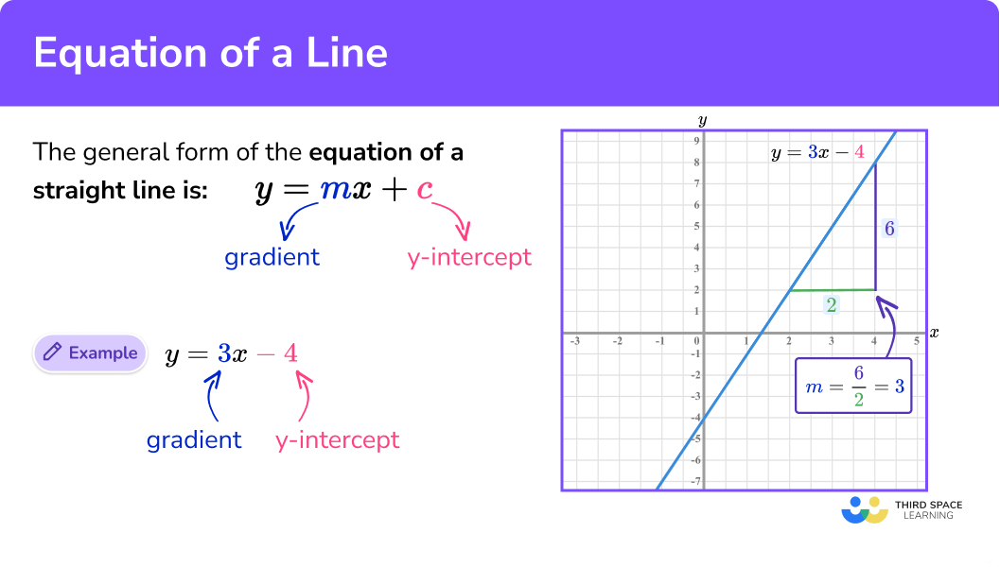 Equation of a Line
The general form of the equation of a
straight line is: y = mx + c
gradient y-intercept
Example y = 3x − 4
gradient y-intercept
y
9
y = 3x − 4
8
7
6
5
6
4
3
2
2
1
x
-3 -2 -1 0 1 2 3 4 5
-1
-2
-3
-4
-5
-6
-7
m = 6/2 = 3
THIRD SPACE
LEARNING